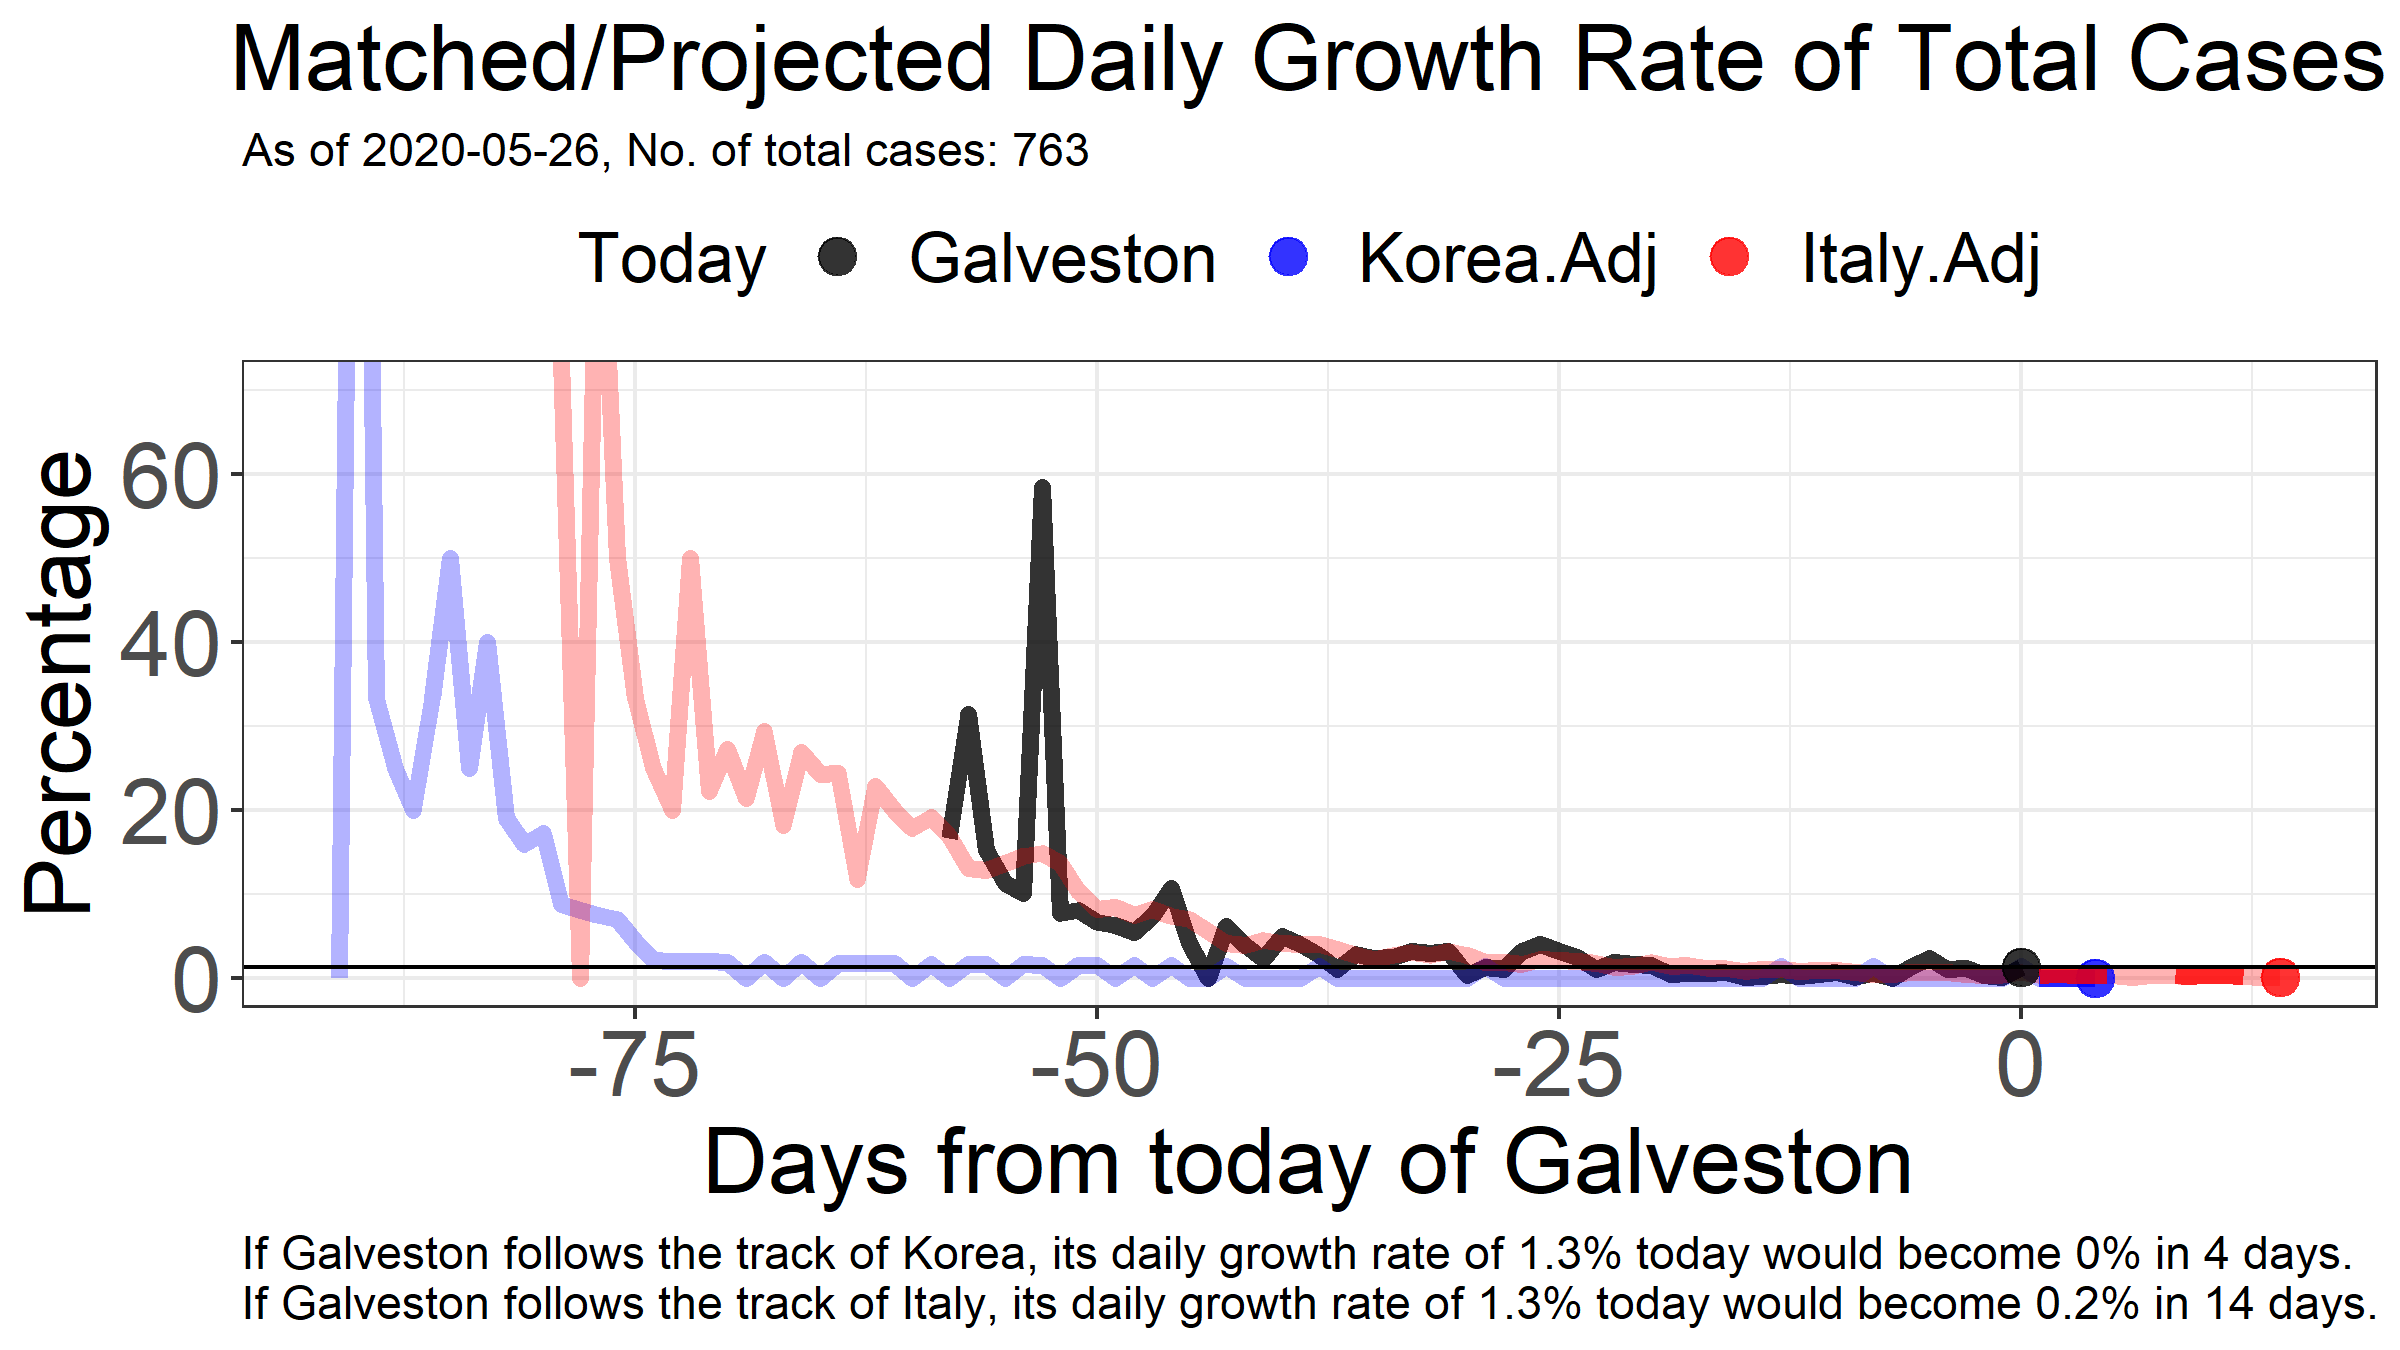 Matched/Projected Daily Growth Rate of Total Cases
As of 2020-05-26, No. of total cases: 763
Today Galveston Korea.Adj Italy.Adj
Percentage
60
40
20
0
-75 -50 -25 0
Days from today of Galveston
If Galveston follows the track of Korea, its daily growth rate of 1.3% today would become 0% in 4 days.
If Galveston follows the track of Italy, its daily growth rate of 1.3% today would become 0.2% in 14 days.